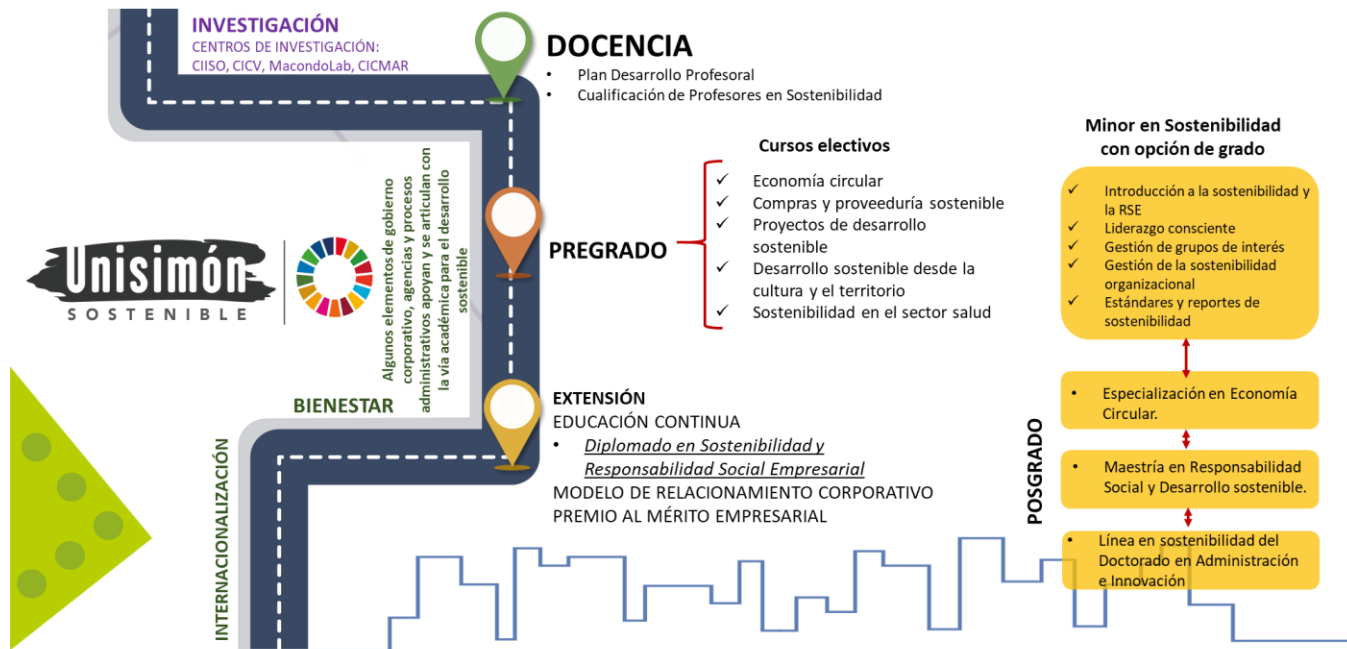 INVESTIGACIÓN
CENTROS DE INVESTIGACIÓN:
CIISO, CICV, MacondoLab, CICMAR
DOCENCIA
• Plan Desarrollo Profesoral
• Cualificación de Profesores en Sostenibilidad
Unisimón
SOSTENIBLE
Algunos elementos de gobierno
corporativo, agencias y procesos
administrativos apoyan y se articulan con
la vía académica para el desarrollo
sostenible
BIENESTAR
INTERNACIONALIZACIÓN
PREGRADO
Cursos electivos
✓ Economía circular
✓ Compras y proveeduría sostenible
✓ Proyectos de desarrollo
sostenible
✓ Desarrollo sostenible desde la
cultura y el territorio
✓ Sostenibilidad en el sector salud
EXTENSIÓN
EDUCACIÓN CONTINUA
• Diplomado en Sostenibilidad y
Responsabilidad Social Empresarial
MODELO DE RELACIONAMIENTO CORPORATIVO
PREMIO AL MÉRITO EMPRESARIAL
Minor en Sostenibilidad
con opción de grado
✓ Introducción a la sostenibilidad y
la RSE
✓ Liderazgo consciente
✓ Gestión de grupos de interés
✓ Gestión de la sostenibilidad
organizacional
✓ Estándares y reportes de
sostenibilidad
POSGRADO
• Especialización en Economía
Circular.
• Maestría en Responsabilidad
Social y Desarrollo sostenible.
• Línea en sostenibilidad del
Doctorado en Administración
e Innovación